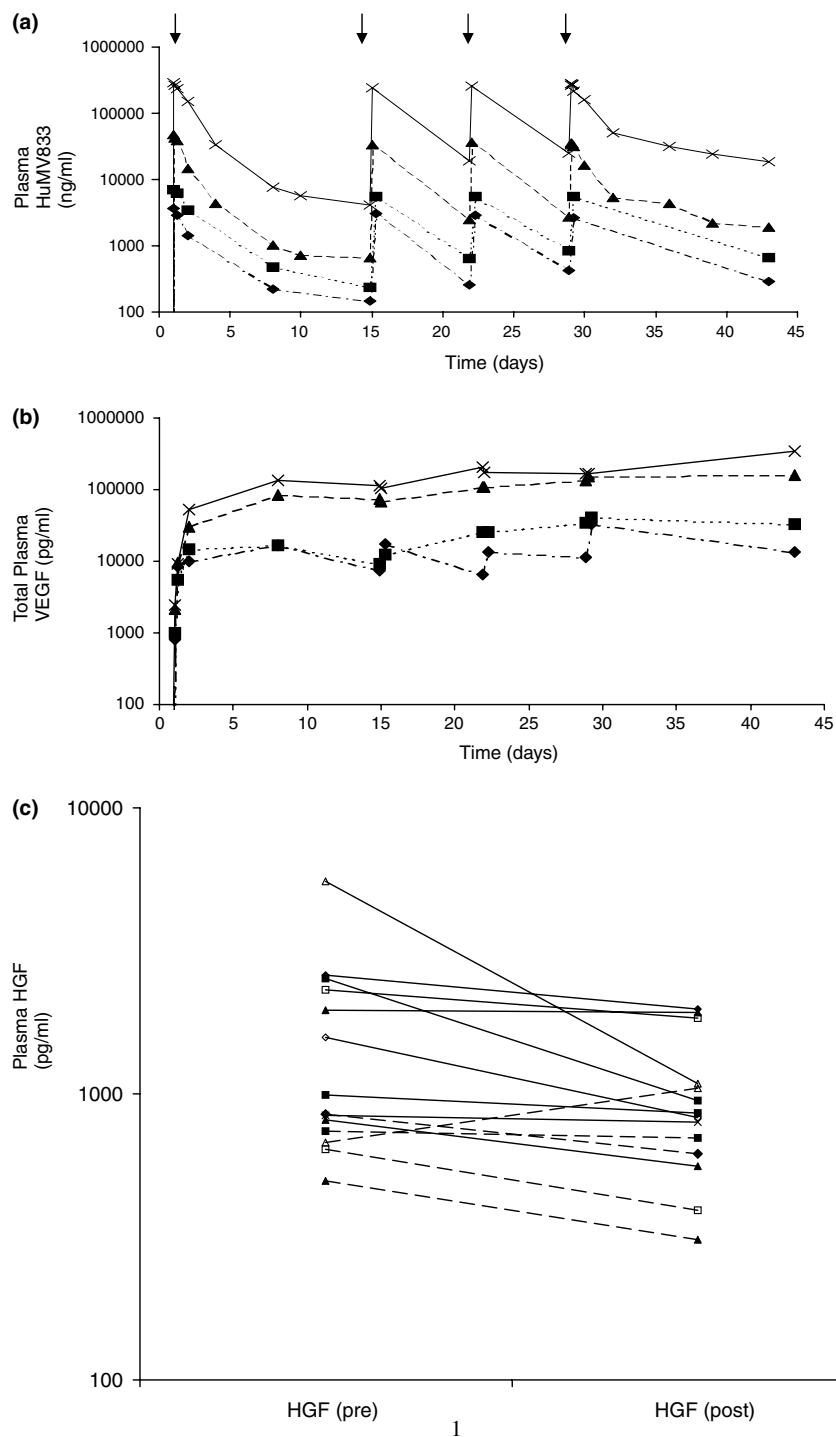 (a)
1000000
100000
10000
1000
100
Plasma
HuMV833
(ng/ml)
0 5 10 15 20 25 30 35 40 45
Time (days)
(b)
1000000
100000
10000
1000
100
Total Plasma
VEGF (pg/ml)
0 5 10 15 20 25 30 35 40 45
Time (days)
(c)
10000
1000
100
Plasma HGF
(pg/ml)
HGF (pre) HGF (post)
1